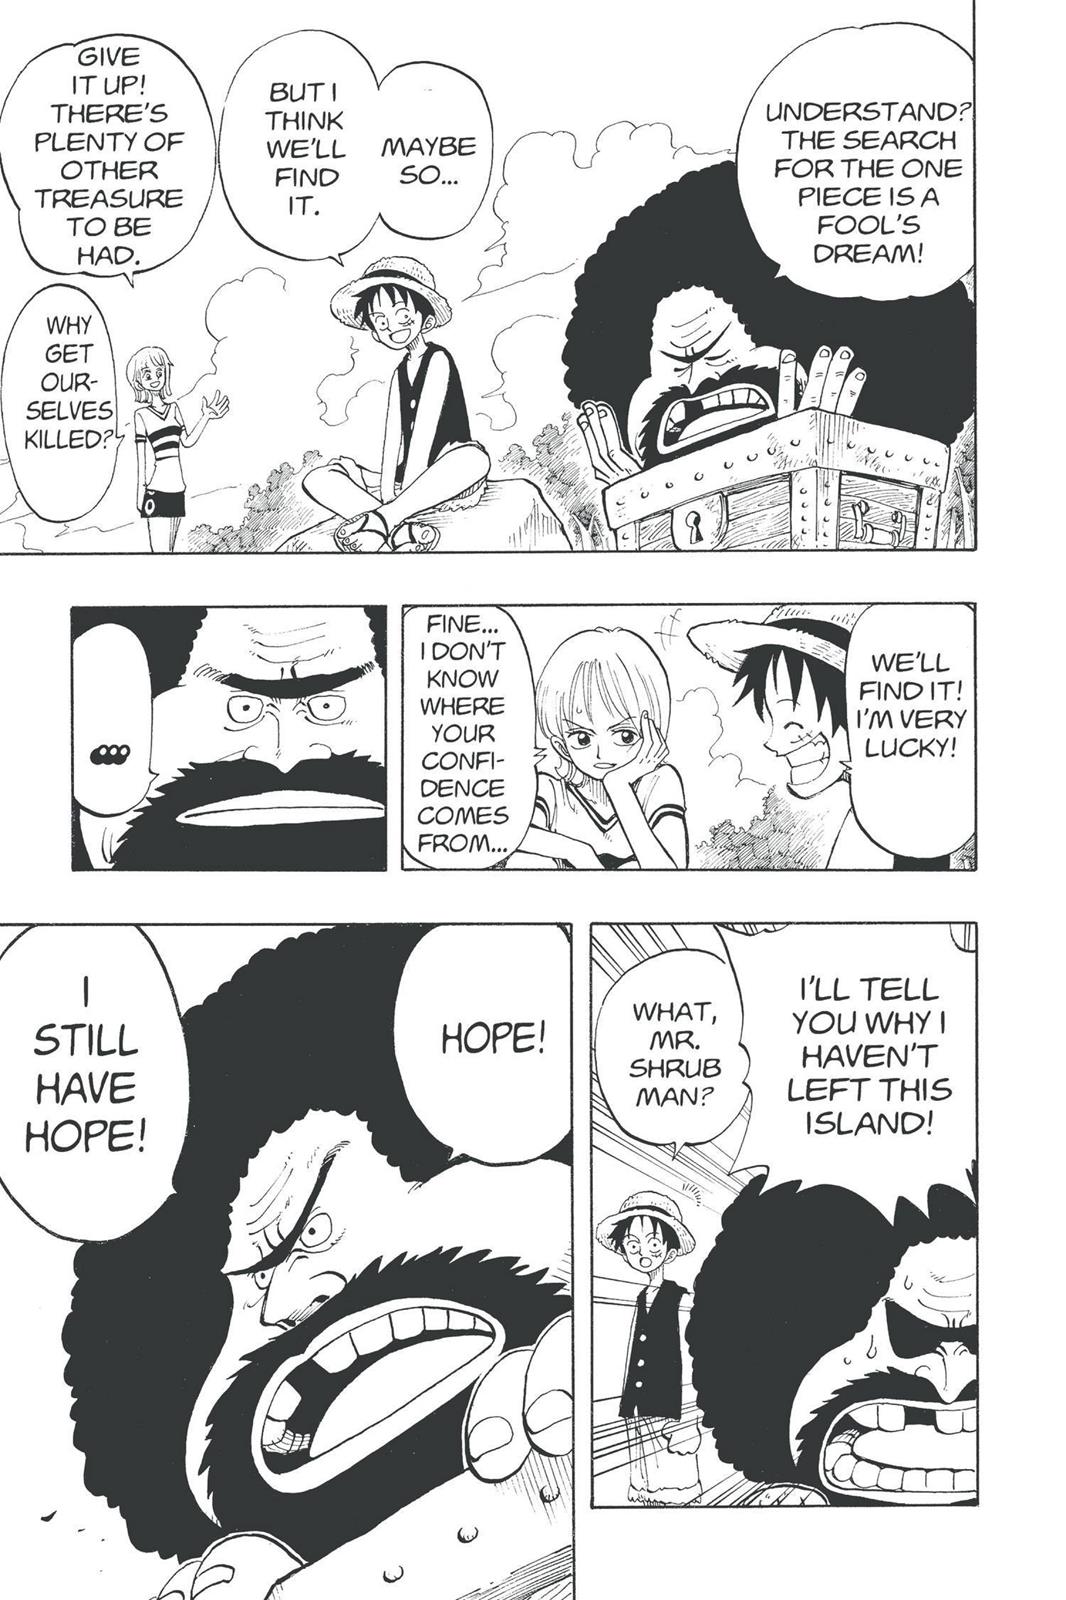 UNDERSTAND?
THE SEARCH
FOR THE ONE
PIECE IS A
FOOL'S
DREAM!
MAYBE
SO...
BUT I
THINK
WE'LL
FIND
IT.
GIVE
IT UP!
THERE'S
PLENTY OF
OTHER
TREASURE
TO BE
HAD.
WHY
GET
OUR-
SELVES
KILLED?
WE'LL
FIND IT!
I'M VERY
LUCKY!
FINE...
I DON'T
KNOW
WHERE
YOUR
CONFI-
DENCE
COMES
FROM...
...
I'LL TELL
YOU WHY I
HAVEN'T
LEFT THIS
ISLAND!
WHAT,
MR.
SHRUB
MAN?
HOPE!
I
STILL
HAVE
HOPE!